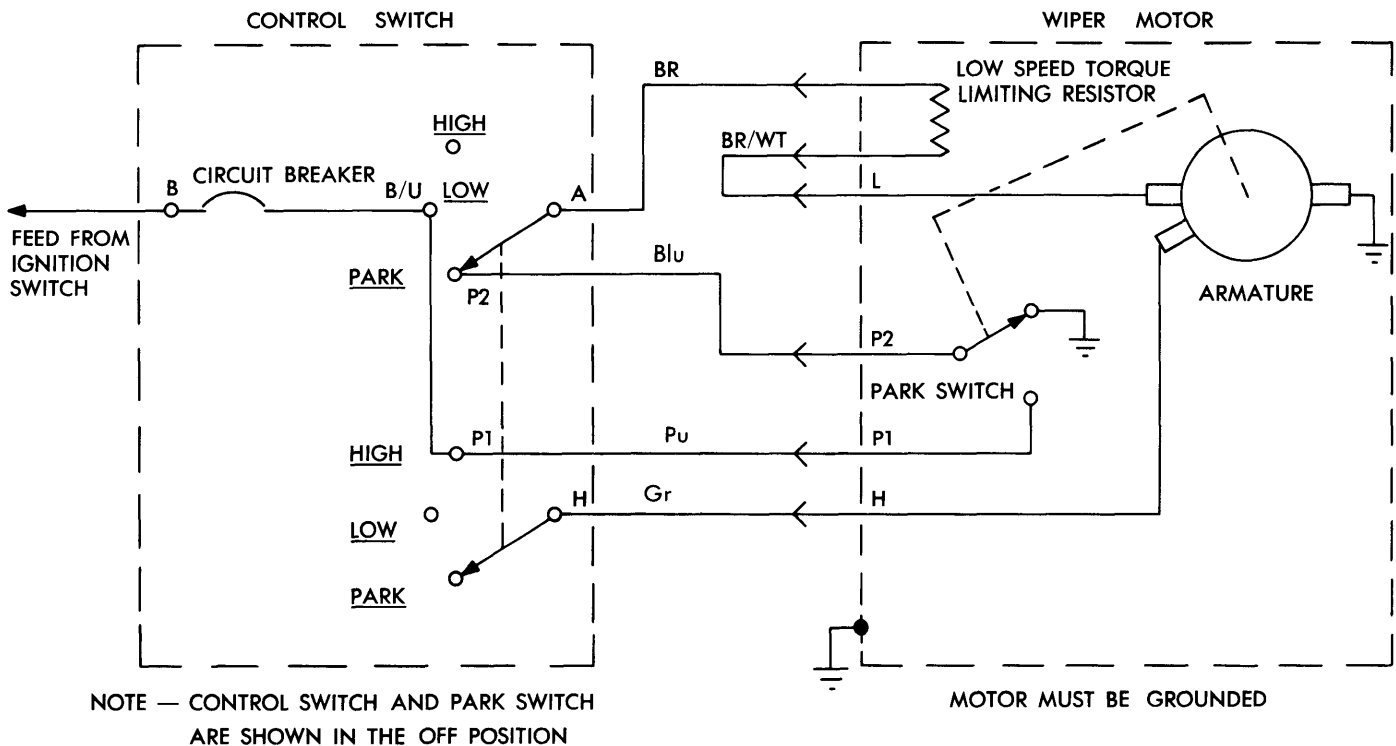 CONTROL SWITCH
WIPER MOTOR
BR
LOW SPEED TORQUE
LIMITING RESISTOR
HIGH
BR/WT
B
CIRCUIT BREAKER
B/U
LOW
A
L
FEED FROM
IGNITION
SWITCH
PARK
P2
Blu
ARMATURE
P2
PARK SWITCH
HIGH
P1
Pu
P1
LOW
H
Gr
H
PARK
NOTE — CONTROL SWITCH AND PARK SWITCH
ARE SHOWN IN THE OFF POSITION
MOTOR MUST BE GROUNDED